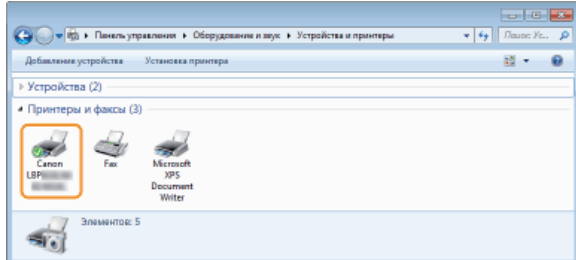 Панель управления ▸ Оборудование и звук ▸ Устройства и принтеры
Поиск: Ус...
Добавление устройства Установка принтера
Устройства (2)
Принтеры и факсы (3)
Canon
LBP
Fax
Microsoft
XPS
Document
Writer
Элементов: 5